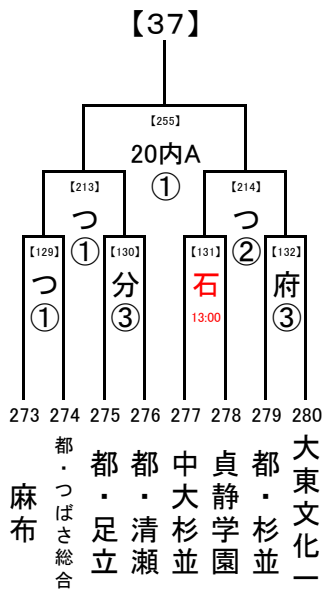 【37】
【255】
20内A
①
【213】
つ
①
【214】
つ
②
【129】
つ
①
【130】
分
③
【131】
石
13:00
【132】
府
③
273 274 275 276 277 278 279 280
麻布
都・つばさ総合
都・足立
都・清瀬
中大杉並
貞静学園
都・杉並
大東文化一